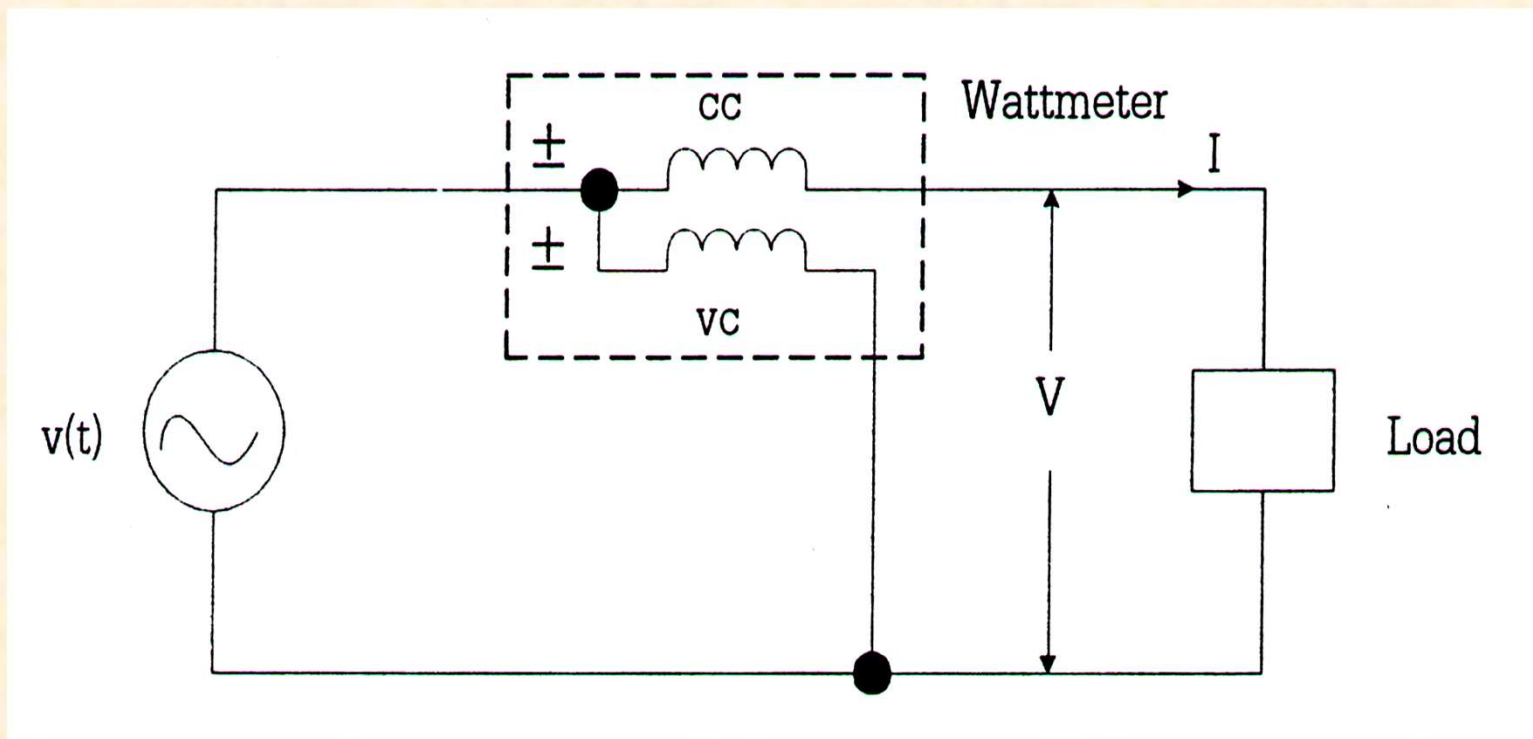 cc
Wattmeter
±
I
±
vc
V
v(t)
Load